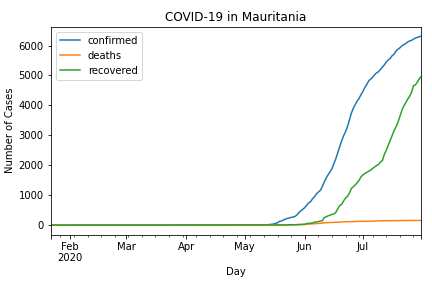 COVID-19 in Mauritania
confirmed
deaths
recovered
Number of Cases
6000
5000
4000
3000
2000
1000
0
Feb Mar Apr May Jun Jul
2020
Day